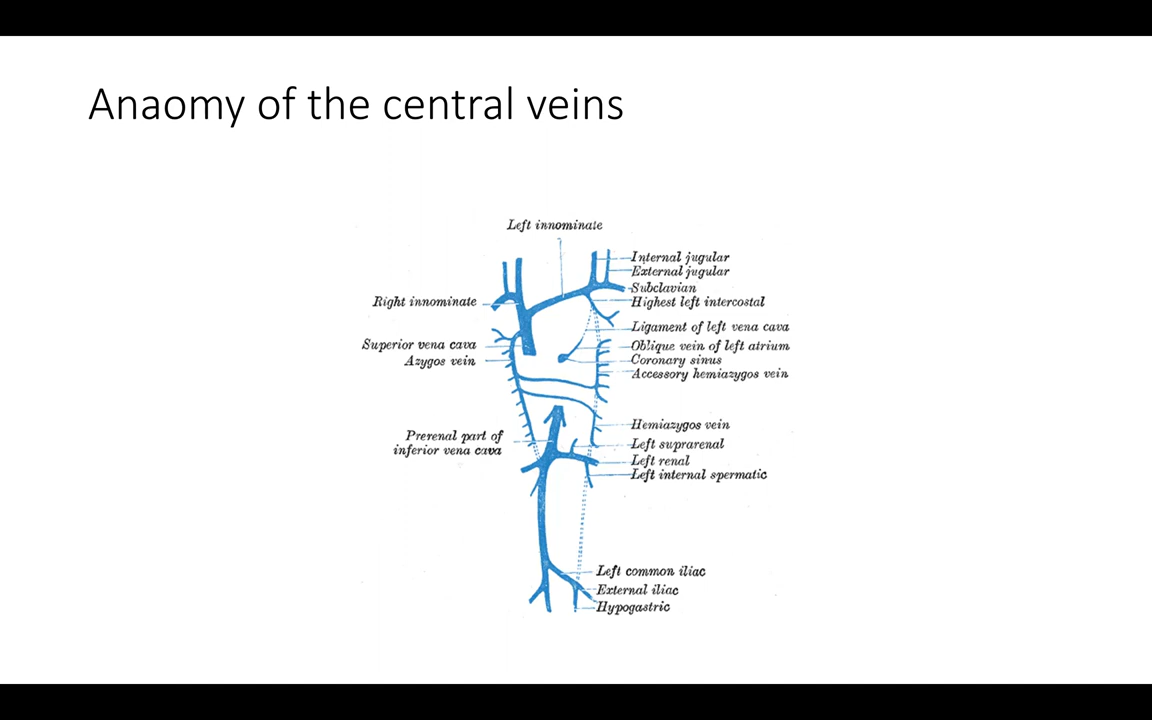 Anaomy of the central veins
Left innominate
Internal jugular
External jugular
Subclavian
Right innominate
Highest left intercostal
Ligament of left vena cava
Superior vena cava
Oblique vein of left atrium
Azygos vein
Coronary sinus
Accessory hemiazygos vein
Hemiazygos vein
Prerenal part of
inferior vena cava
Left suprarenal
Left renal
Left internal spermatic
Left common iliac
External iliac
Hypogastric